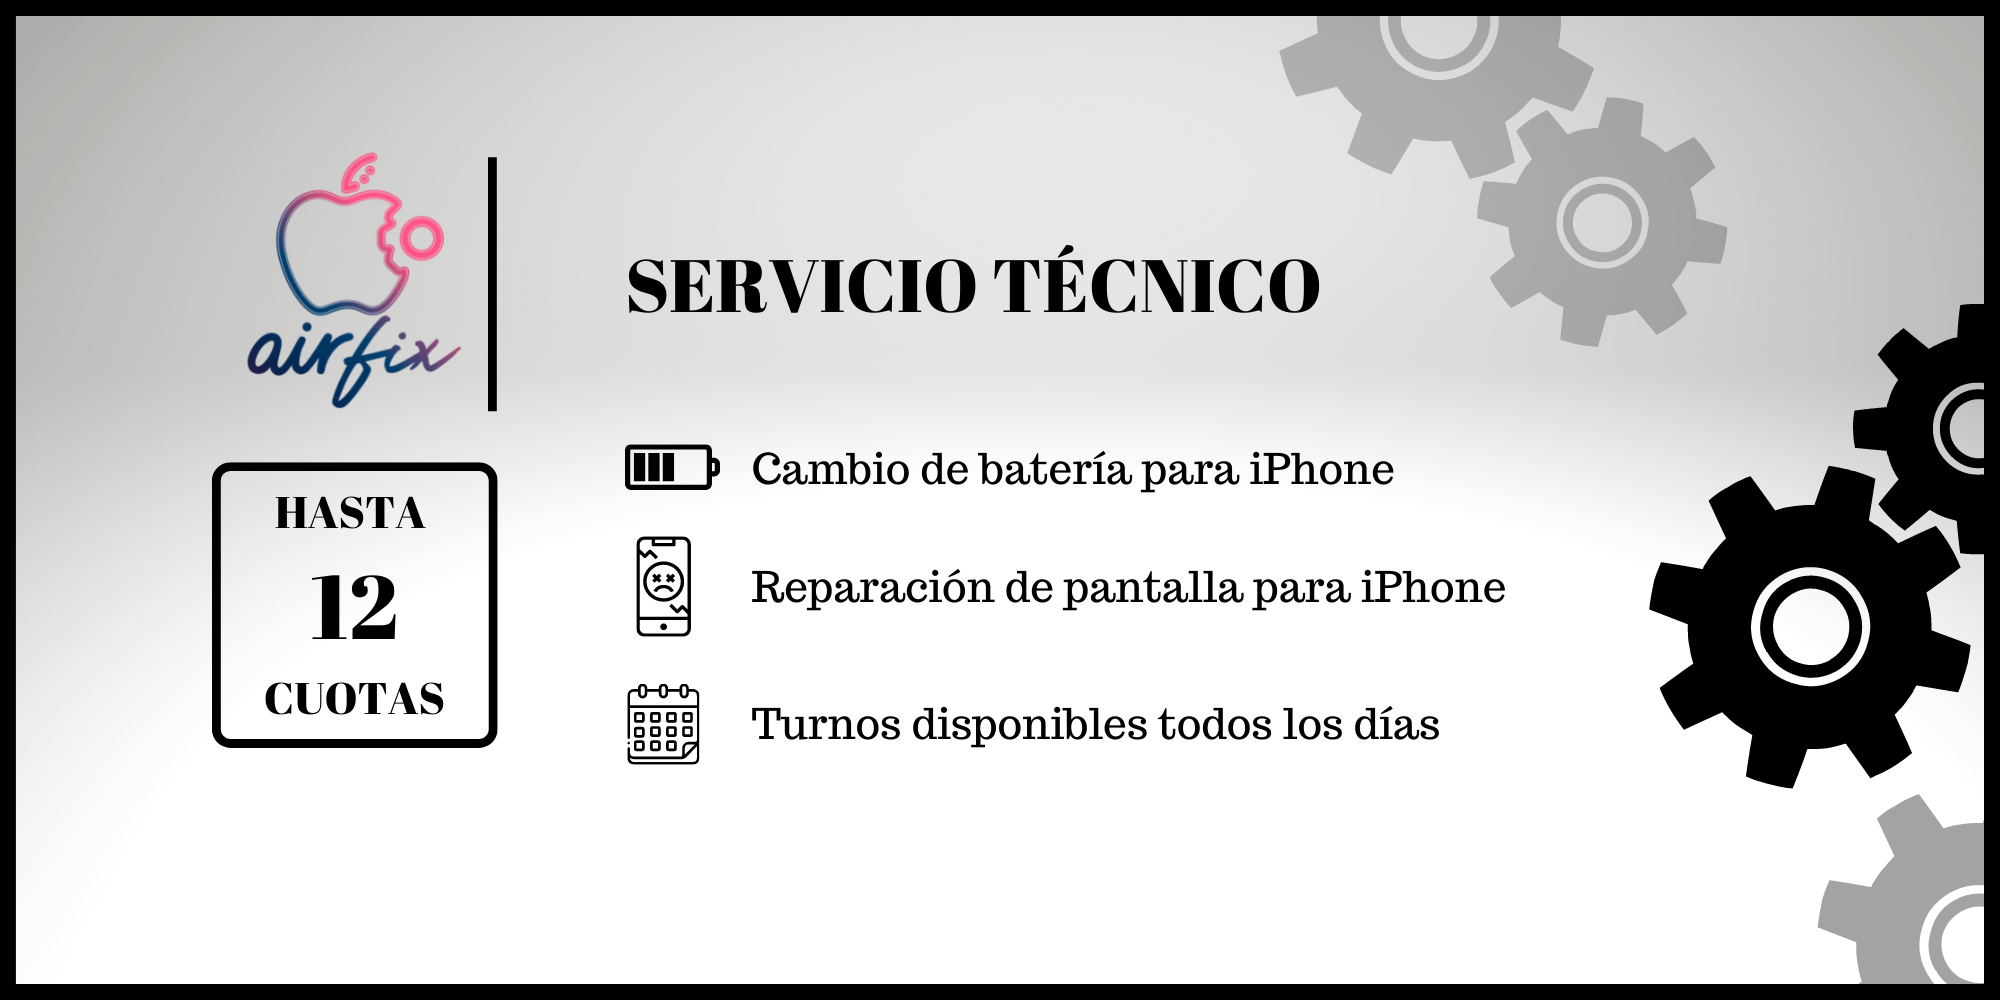 airfix
SERVICIO TÉCNICO
HASTA
12
CUOTAS
Cambio de batería para iPhone
Reparación de pantalla para iPhone
Turnos disponibles todos los días